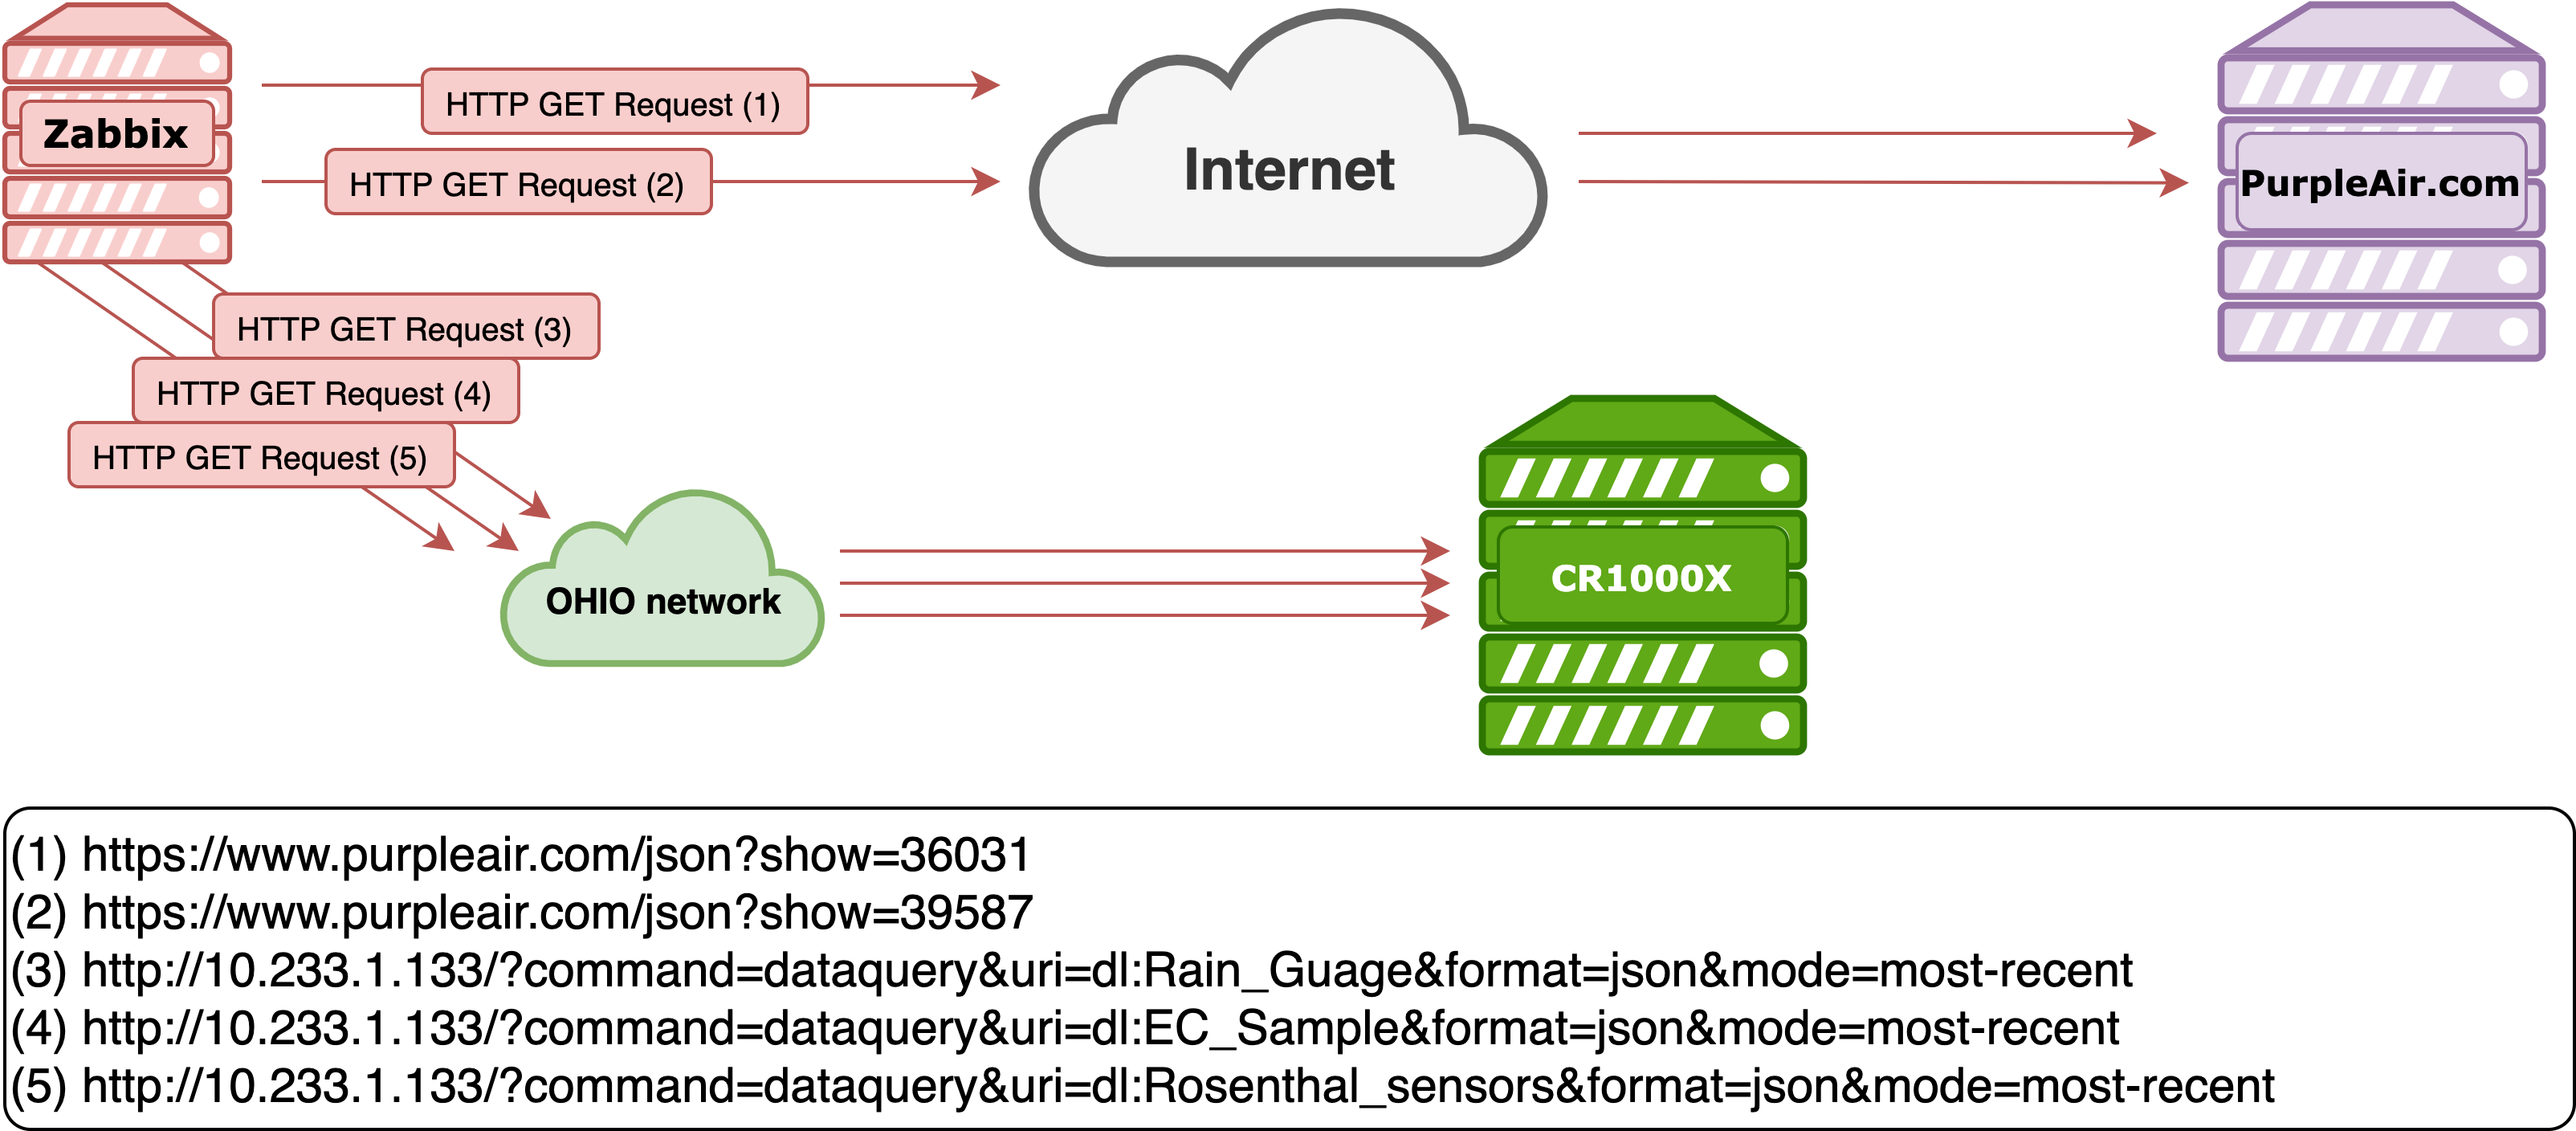 Zabbix
HTTP GET Request (1)
HTTP GET Request (2)
Internet
PurpleAir.com
HTTP GET Request (3)
HTTP GET Request (4)
HTTP GET Request (5)
OHIO network
CR1000X
(1) https://www.purpleair.com/json?show=36031
(2) https://www.purpleair.com/json?show=39587
(3) http://10.233.1.133/?command=dataquery&uri=dl:Rain_Guage&format=json&mode=most-recent
(4) http://10.233.1.133/?command=dataquery&uri=dl:EC_Sample&format=json&mode=most-recent
(5) http://10.233.1.133/?command=dataquery&uri=dl:Rosenthal_sensors&format=json&mode=most-recent